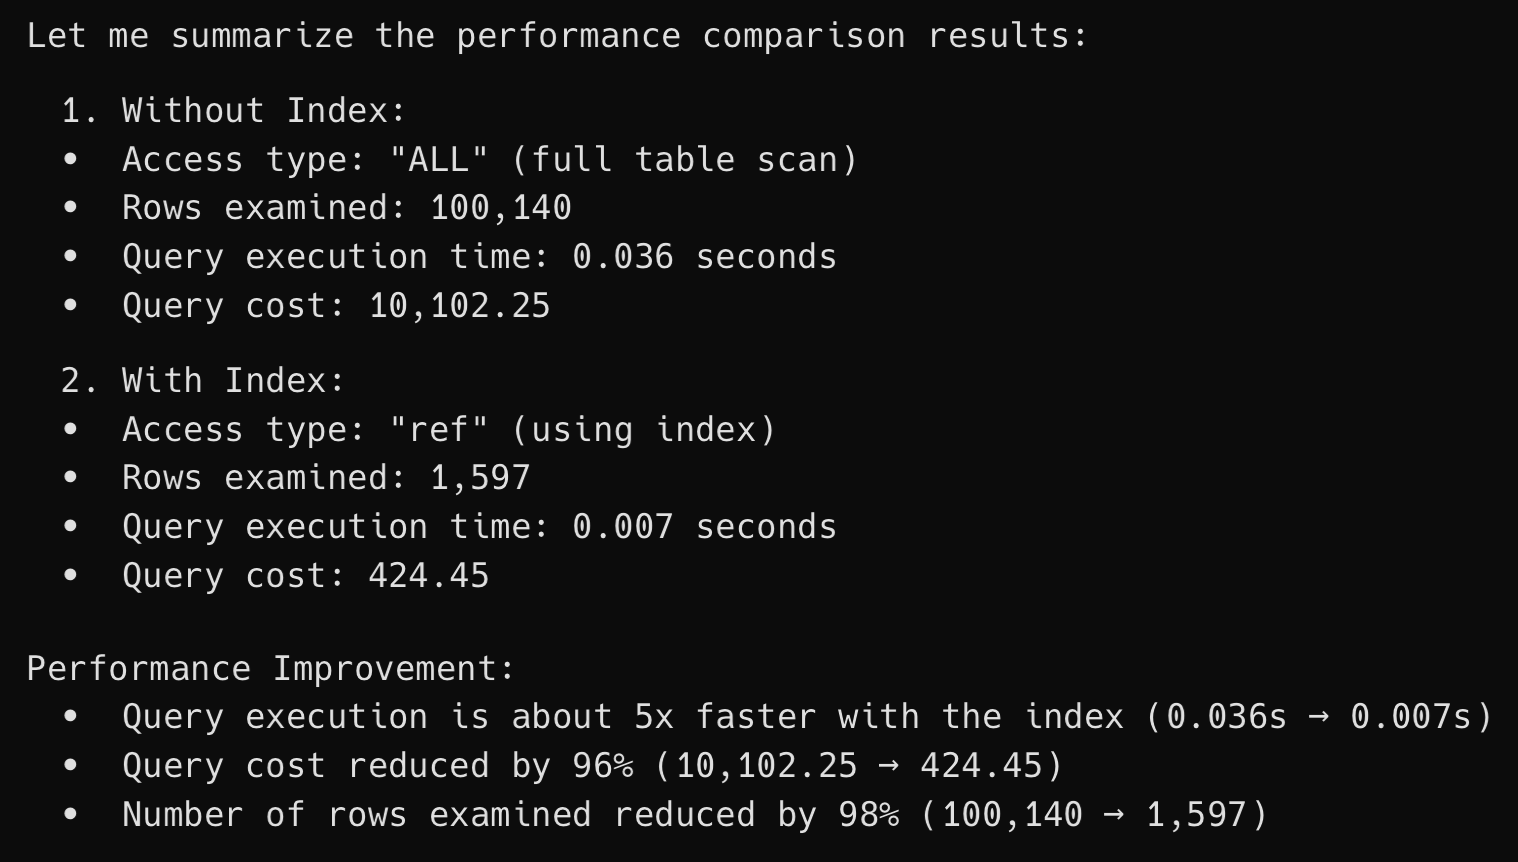 Let me summarize the performance comparison results:
1. Without Index:
• Access type: "ALL" (full table scan)
• Rows examined: 100,140
• Query execution time: 0.036 seconds
• Query cost: 10,102.25
2. With Index:
• Access type: "ref" (using index)
• Rows examined: 1,597
• Query execution time: 0.007 seconds
• Query cost: 424.45
Performance Improvement:
• Query execution is about 5x faster with the index (0.036s → 0.007s)
• Query cost reduced by 96% (10,102.25 → 424.45)
• Number of rows examined reduced by 98% (100,140 → 1,597)